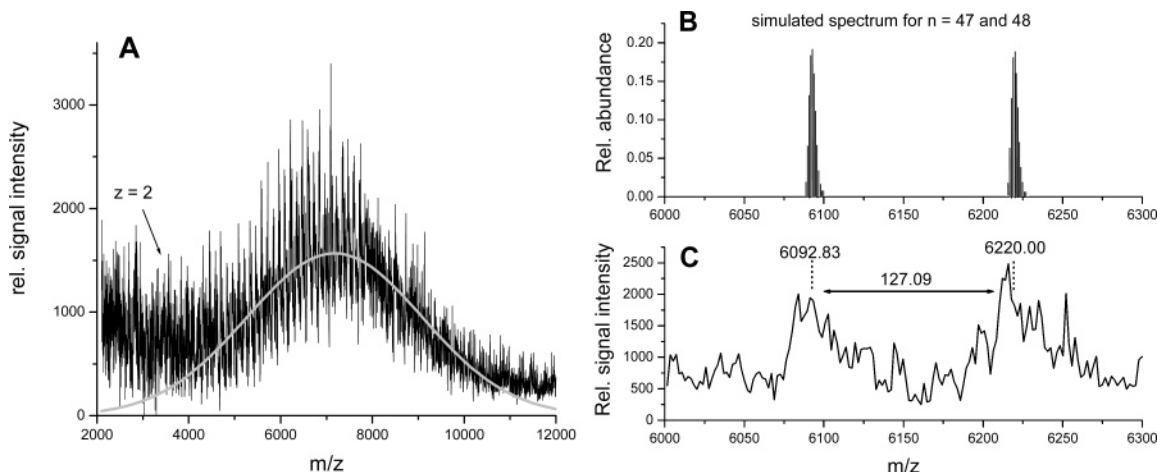 A
rel. signal intensity
3000
2000
1000
0
z = 2
2000 4000 6000 8000 10000 12000
m/z
B
simulated spectrum for n = 47 and 48
Rel. abundance
0.20
0.15
0.10
0.05
0.00
6000 6050 6100 6150 6200 6250 6300
C
Rel. signal intensity
2500
2000
1500
1000
500
0
6092.83
6220.00
127.09
6000 6050 6100 6150 6200 6250 6300
m/z